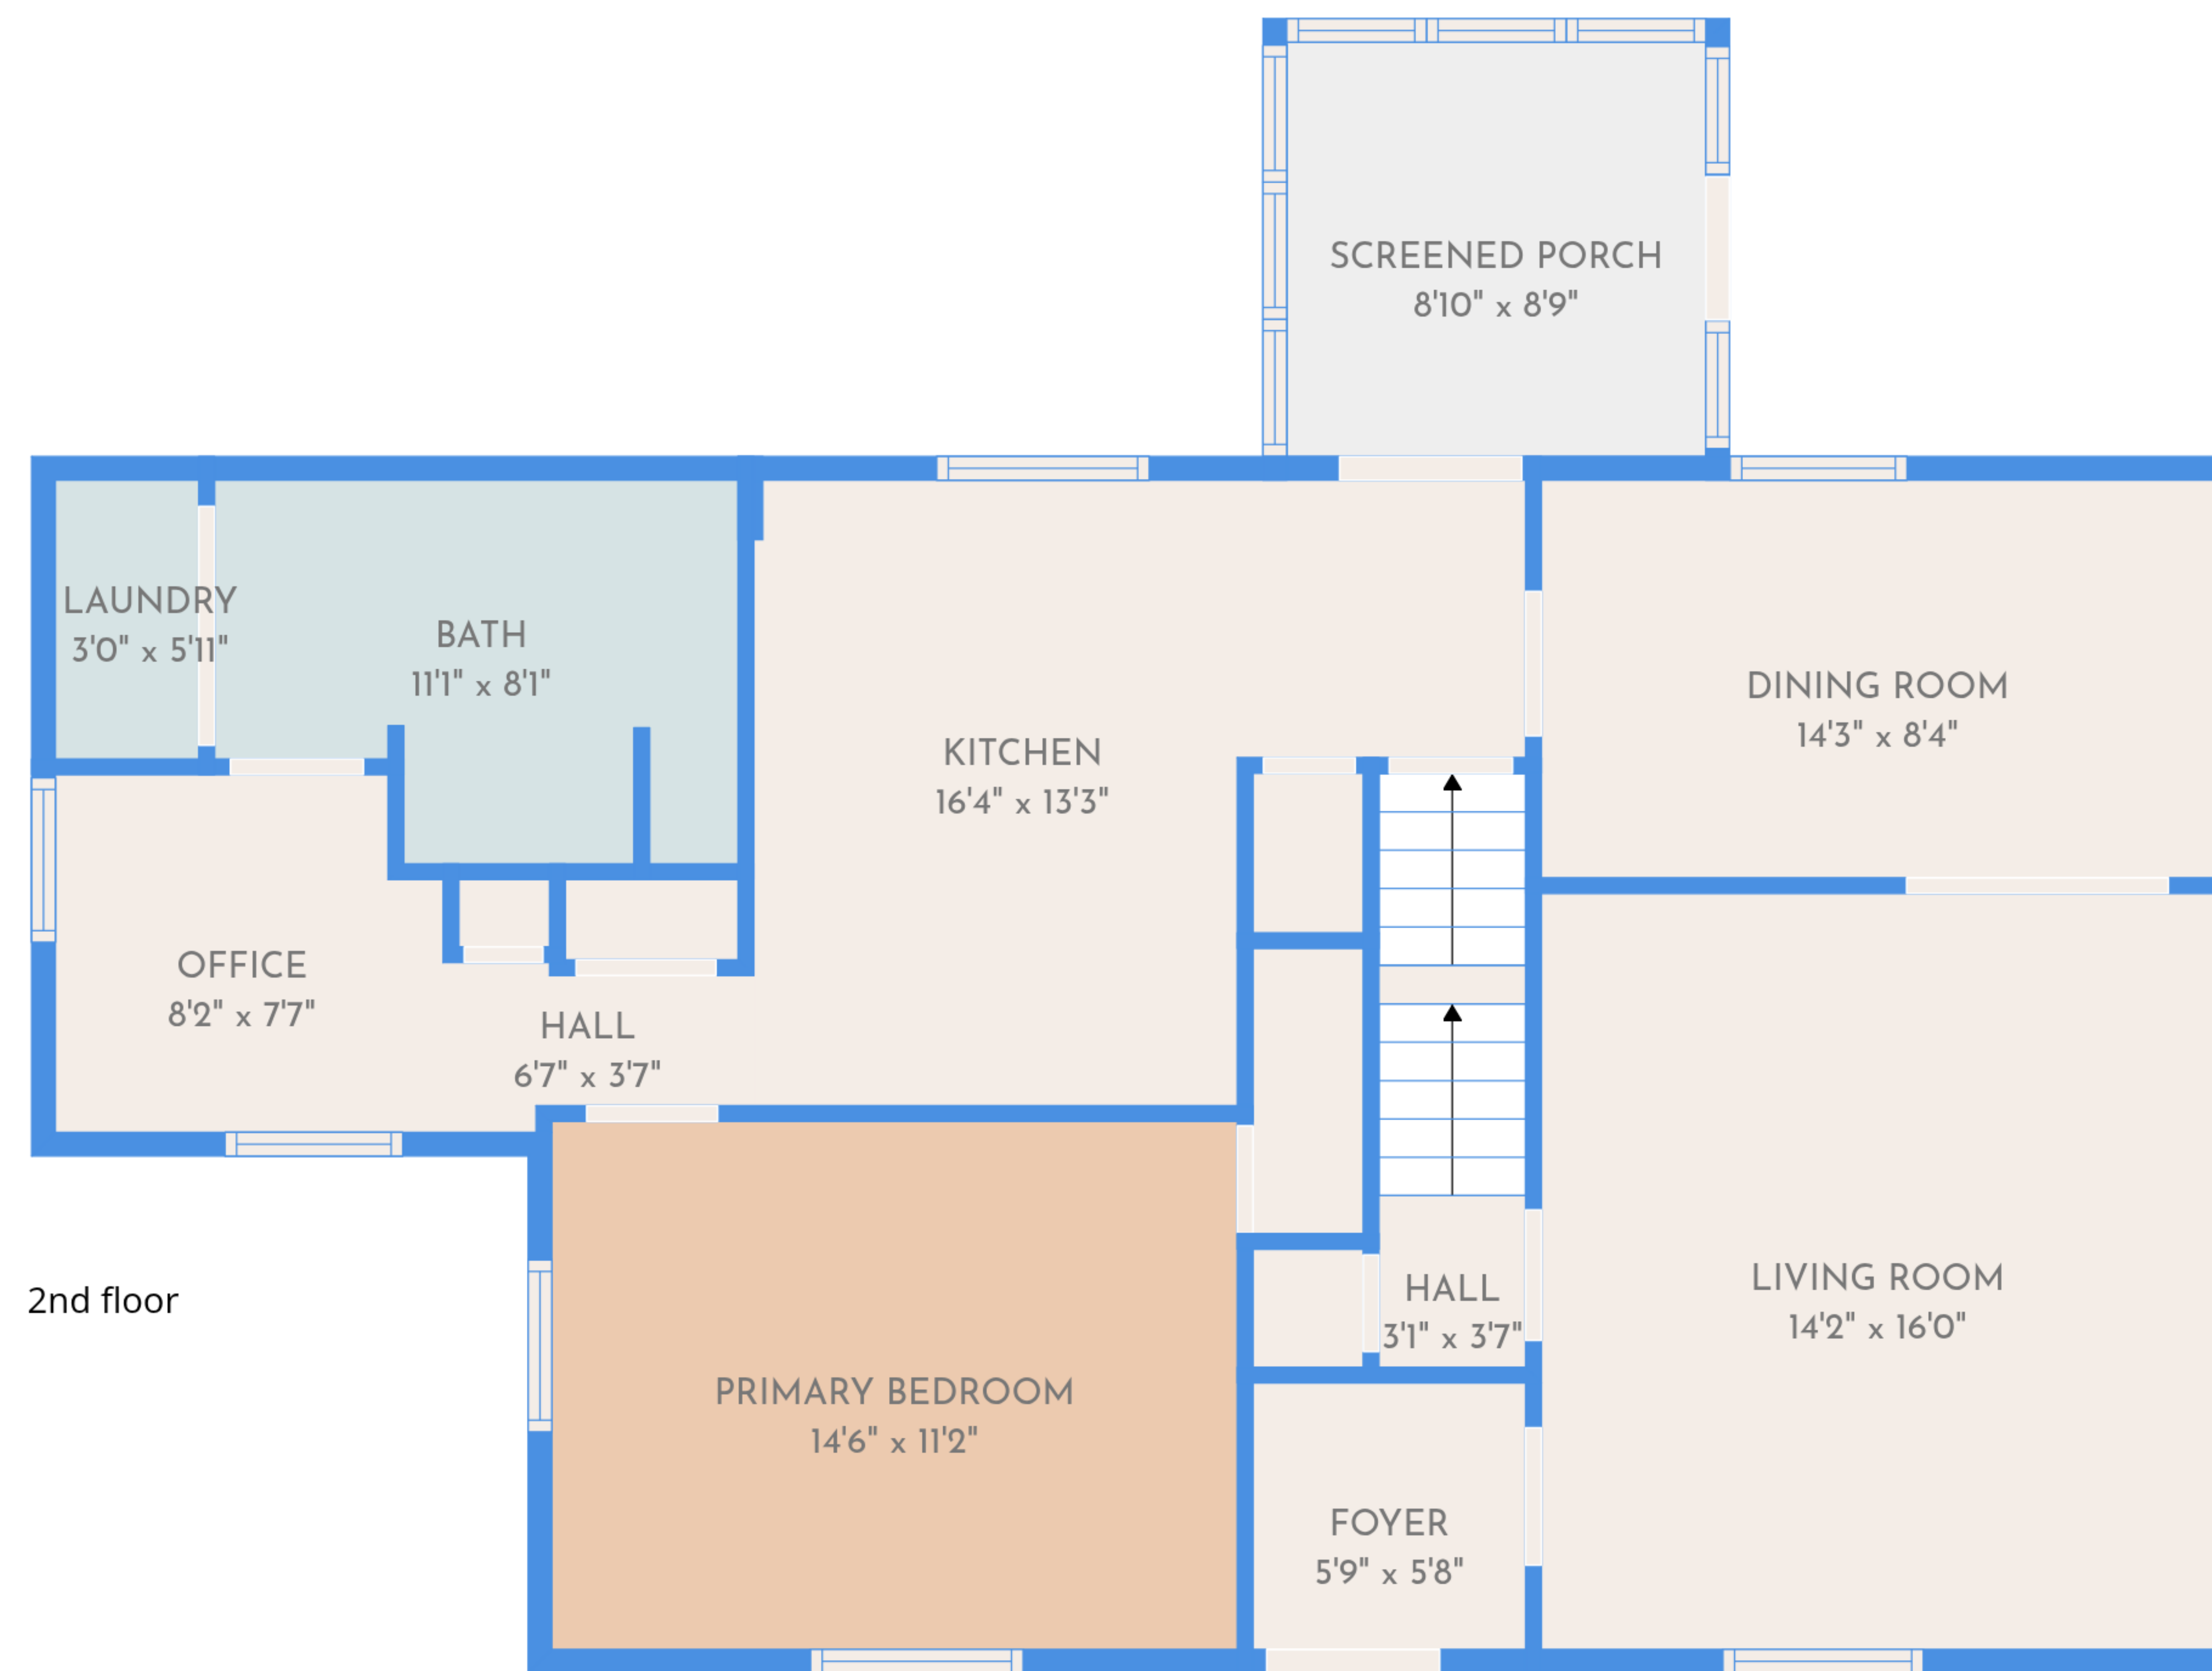 SCREENED PORCH
8'10" x 8'9"
LAUNDRY
3'0" x 5'11"
BATH
11'1" x 8'1"
KITCHEN
16'4" x 13'3"
DINING ROOM
14'3" x 8'4"
OFFICE
8'2" x 7'7"
HALL
6'7" x 3'7"
2nd floor
HALL
3'1" x 3'7"
LIVING ROOM
14'2" x 16'0"
PRIMARY BEDROOM
14'6" x 11'2"
FOYER
5'9" x 5'8"